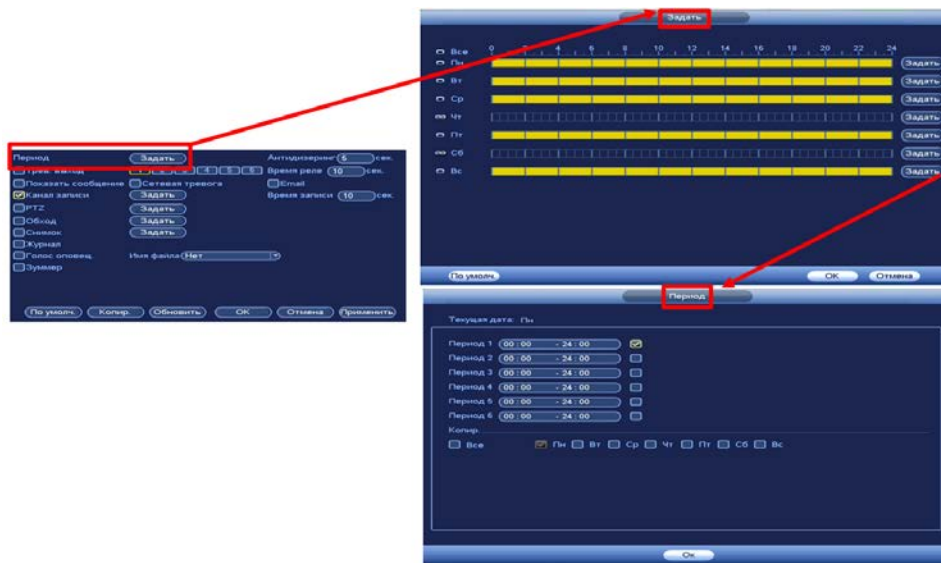 Задать
0 2 4 6 8 10 12 14 16 18 20 22 24
Все
Пн Задать
Вт Задать
Ср Задать
Чт Задать
Пт Задать
Сб Задать
Вс Задать
По умолч. OK Отмена
Период Задать Антидизеринг 5 сек.
Трев. выход 1 2 3 4 5 6 Время реле 10 сек.
Показать сообщение Сетевая тревога Email
Канал записи Задать Время записи 10 сек.
PTZ Задать
Обход Задать
Снимок Задать
Журнал
Голос оповещ. Имя файла Нет
Зуммер
По умолч. Копир. Обновить OK Отмена Применить
Период
Текущая дата: Пн
Период 1 00:00 - 24:00
Период 2 00:00 - 24:00
Период 3 00:00 - 24:00
Период 4 00:00 - 24:00
Период 5 00:00 - 24:00
Период 6 00:00 - 24:00
Копир.
Все Пн Вт Ср Чт Пт Сб Вс
Ок